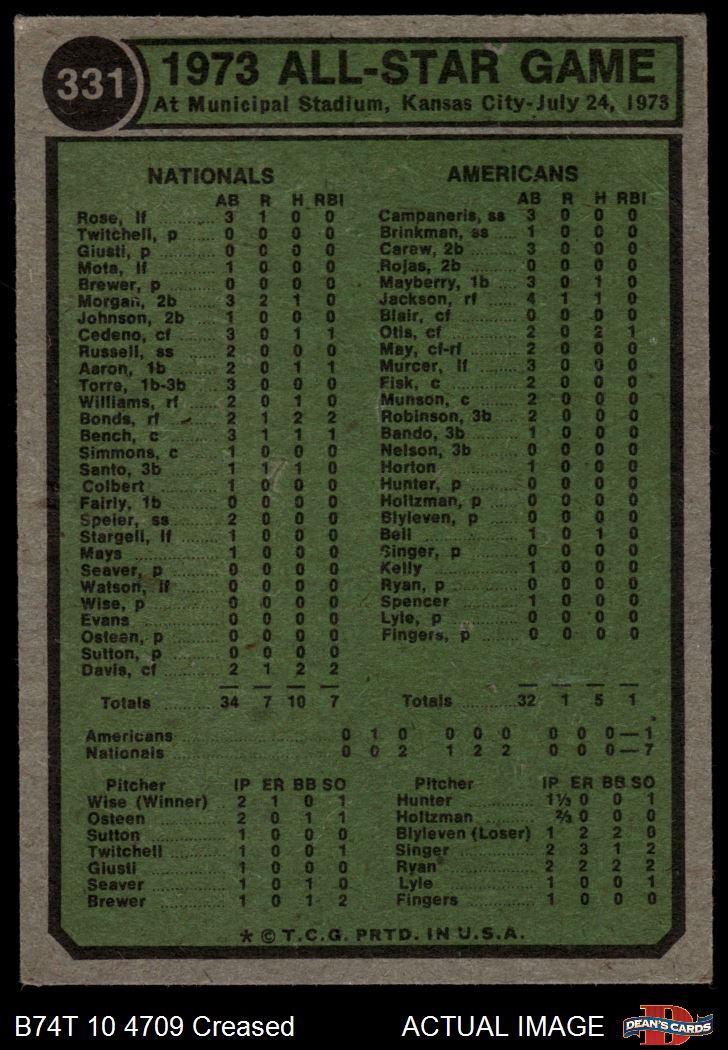 331
1973 ALL-STAR GAME
At Municipal Stadium, Kansas City-July 24, 1973
NATIONALS
AB R H RBI
Rose, lf 3 1 0 0
Twitchell, p 0 0 0 0
Giusti, p 0 0 0 0
Mota, lf 1 0 0 0
Brewer, p 0 0 0 0
Morgan, 2b 3 2 1 0
Johnson, 2b 1 0 0 0
Cedeno, cf 3 0 1 1
Russell, ss 2 0 0 0
Aaron, 1b 2 0 1 1
Torre, 1b-3b 3 0 0 0
Williams, rf 2 0 1 0
Bonds, rf 2 1 2 2
Bench, c 3 1 1 1
Simmons, c 1 0 0 0
Santo, 3b 1 1 1 0
Colbert 1 0 0 0
Fairly, 1b 0 0 0 0
Speier, ss 2 0 0 0
Stargell, lf 1 0 0 0
Mays 1 0 0 0
Seaver, p 0 0 0 0
Watson, lf 0 0 0 0
Wise, p 0 0 0 0
Evans 0 0 0 0
Osteen, p 0 0 0 0
Sutton, p 0 0 0 0
Davis, cf 2 1 2 2
Totals 34 7 10 7
AMERICANS
AB R H RBI
Campaneris, ss 3 0 0 0
Brinkman, ss 1 0 0 0
Carew, 2b 3 0 0 0
Rojas, 2b 0 0 0 0
Mayberry, 1b 3 0 1 0
Jackson, rf 4 1 1 0
Blair, cf 0 0 0 0
Otis, cf 2 0 2 1
May, cf-rf 2 0 0 0
Murcer, lf 3 0 0 0
Fisk, c 2 0 0 0
Munson, c 2 0 0 0
Robinson, 3b 2 0 0 0
Bando, 3b 1 0 0 0
Nelson, 3b 0 0 0 0
Horton 1 0 0 0
Hunter, p 0 0 0 0
Holtzman, p 0 0 0 0
Blyleven, p 0 0 0 0
Bell 1 0 1 0
Singer, p 0 0 0 0
Kelly 1 0 0 0
Ryan, p 0 0 0 0
Spencer 1 0 0 0
Lyle, p 0 0 0 0
Fingers, p 0 0 0 0
Totals 32 1 5 1
Americans 0 1 0 0 0 0 0 0 0—1
Nationals 0 0 2 1 2 2 0 0 0—7
Pitcher IP ER BB SO
Wise (Winner) 2 1 0 1
Osteen 2 0 1 1
Sutton 1 0 0 0
Twitchell 1 0 0 1
Giusti 1 0 0 0
Seaver 1 0 1 0
Brewer 1 0 1 2
Pitcher IP ER BB SO
Hunter 1⅓ 0 0 1
Holtzman ⅔ 0 0 0
Blyleven (Loser) 1 2 2 0
Singer 2 3 1 2
Ryan 2 2 2 2
Lyle 1 0 0 1
Fingers 1 0 0 0
* © T.C.G. PRTD. IN U.S.A.
B74T 10 4709 Creased
ACTUAL IMAGE
D
DEAN'S CARDS